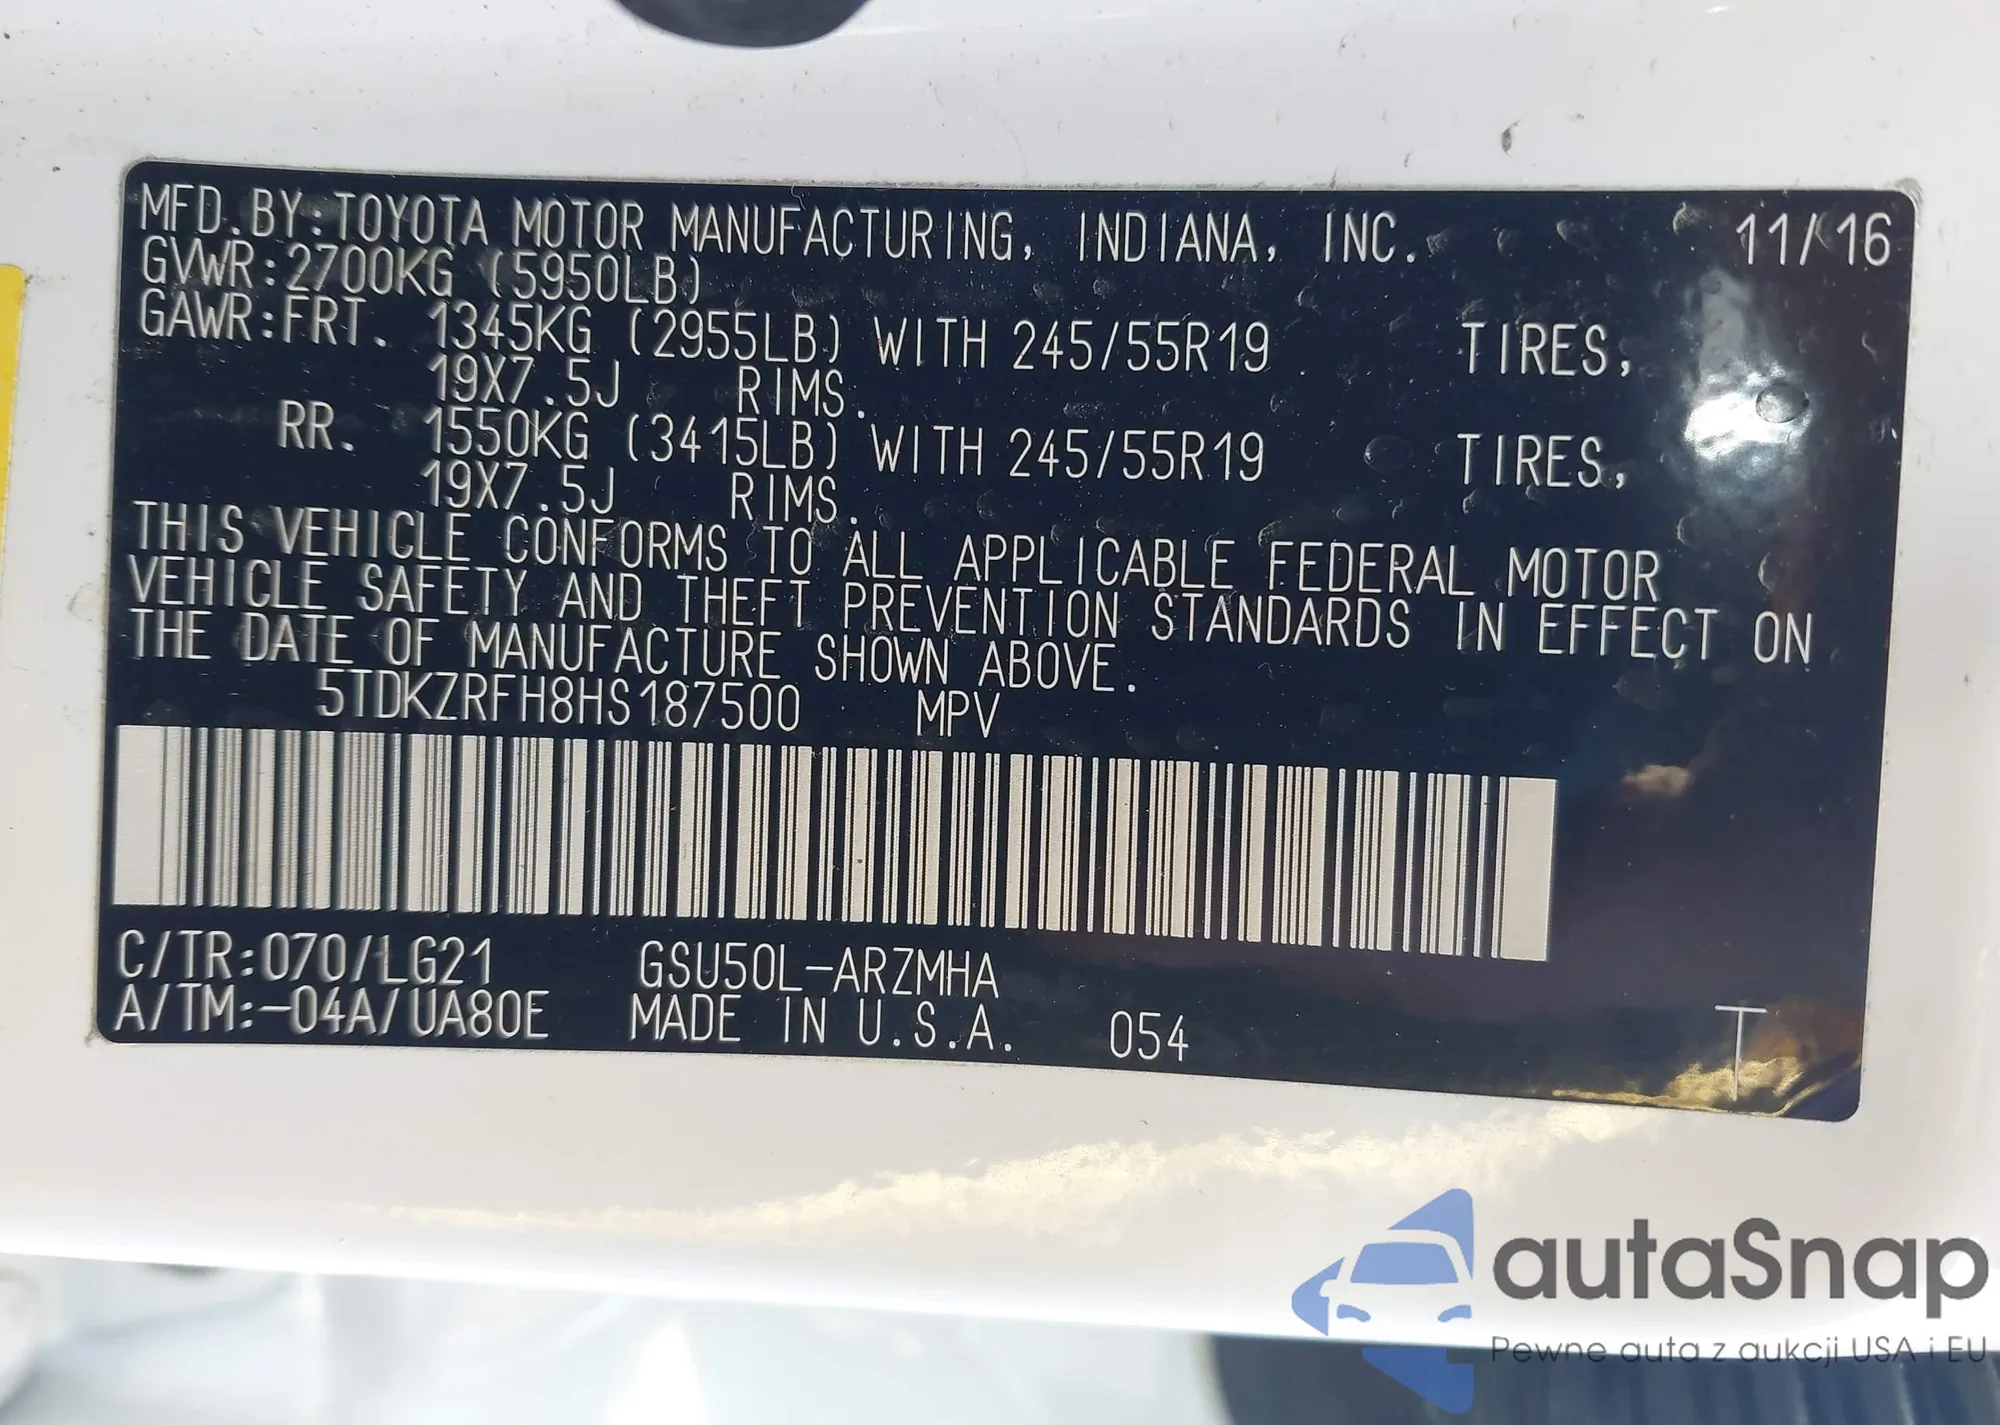 MFD. BY:TOYOTA MOTOR MANUFACTURING, INDIANA, INC. 11/16
GVWR:2700KG (5950LB)
GAWR:FRT. 1345KG (2955LB) WITH 245/55R19 TIRES,
19X7.5J RIMS.
RR. 1550KG (3415LB) WITH 245/55R19 TIRES,
19X7.5J RIMS.
THIS VEHICLE CONFORMS TO ALL APPLICABLE FEDERAL MOTOR
VEHICLE SAFETY AND THEFT PREVENTION STANDARDS IN EFFECT ON
THE DATE OF MANUFACTURE SHOWN ABOVE.
5TDKZRFH8HS187500 MPV
C/TR:070/LG21 GSU50L-ARZMHA
A/TM:-04A/UA80E MADE IN U.S.A. 054 T
autaSnap
Pewne auta z aukcji USA i EU